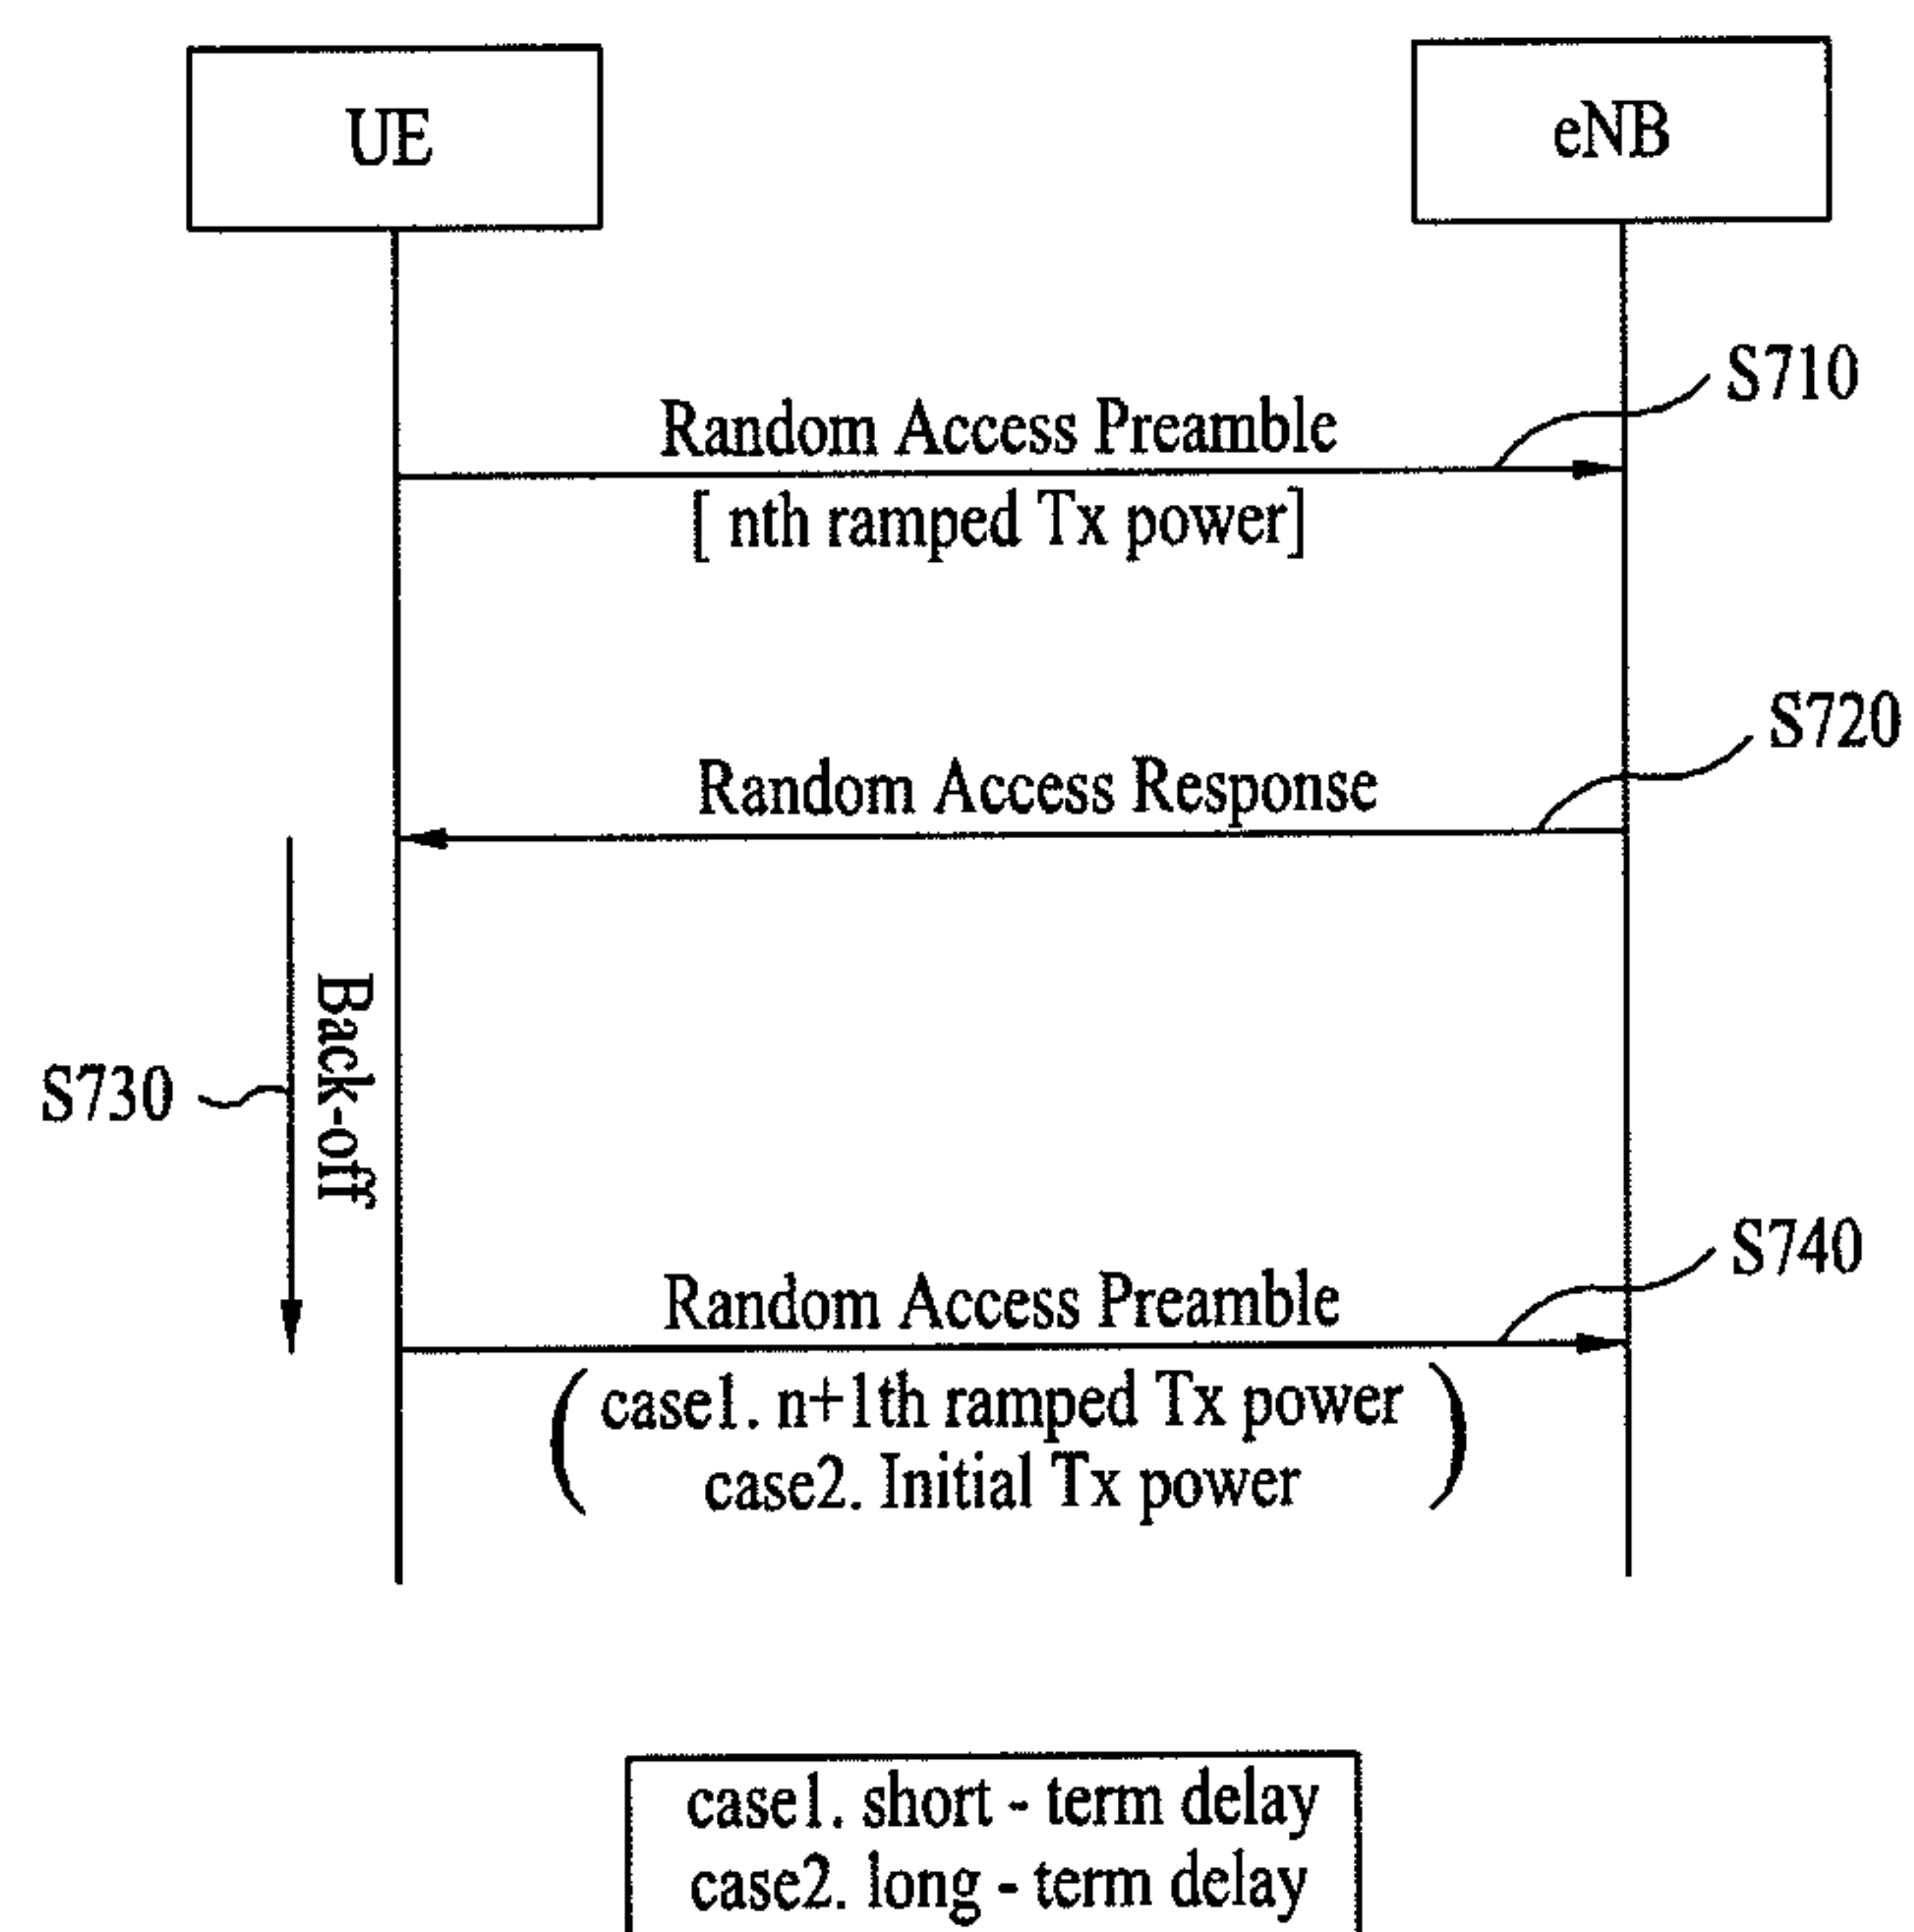 UE
eNB
S710
Random Access Preamble
[ nth ramped Tx power]
S720
Random Access Response
Back-off
S730
S740
Random Access Preamble
case1. n+1th ramped Tx power
case2. Initial Tx power
case1. short - term delay
case2. long - term delay